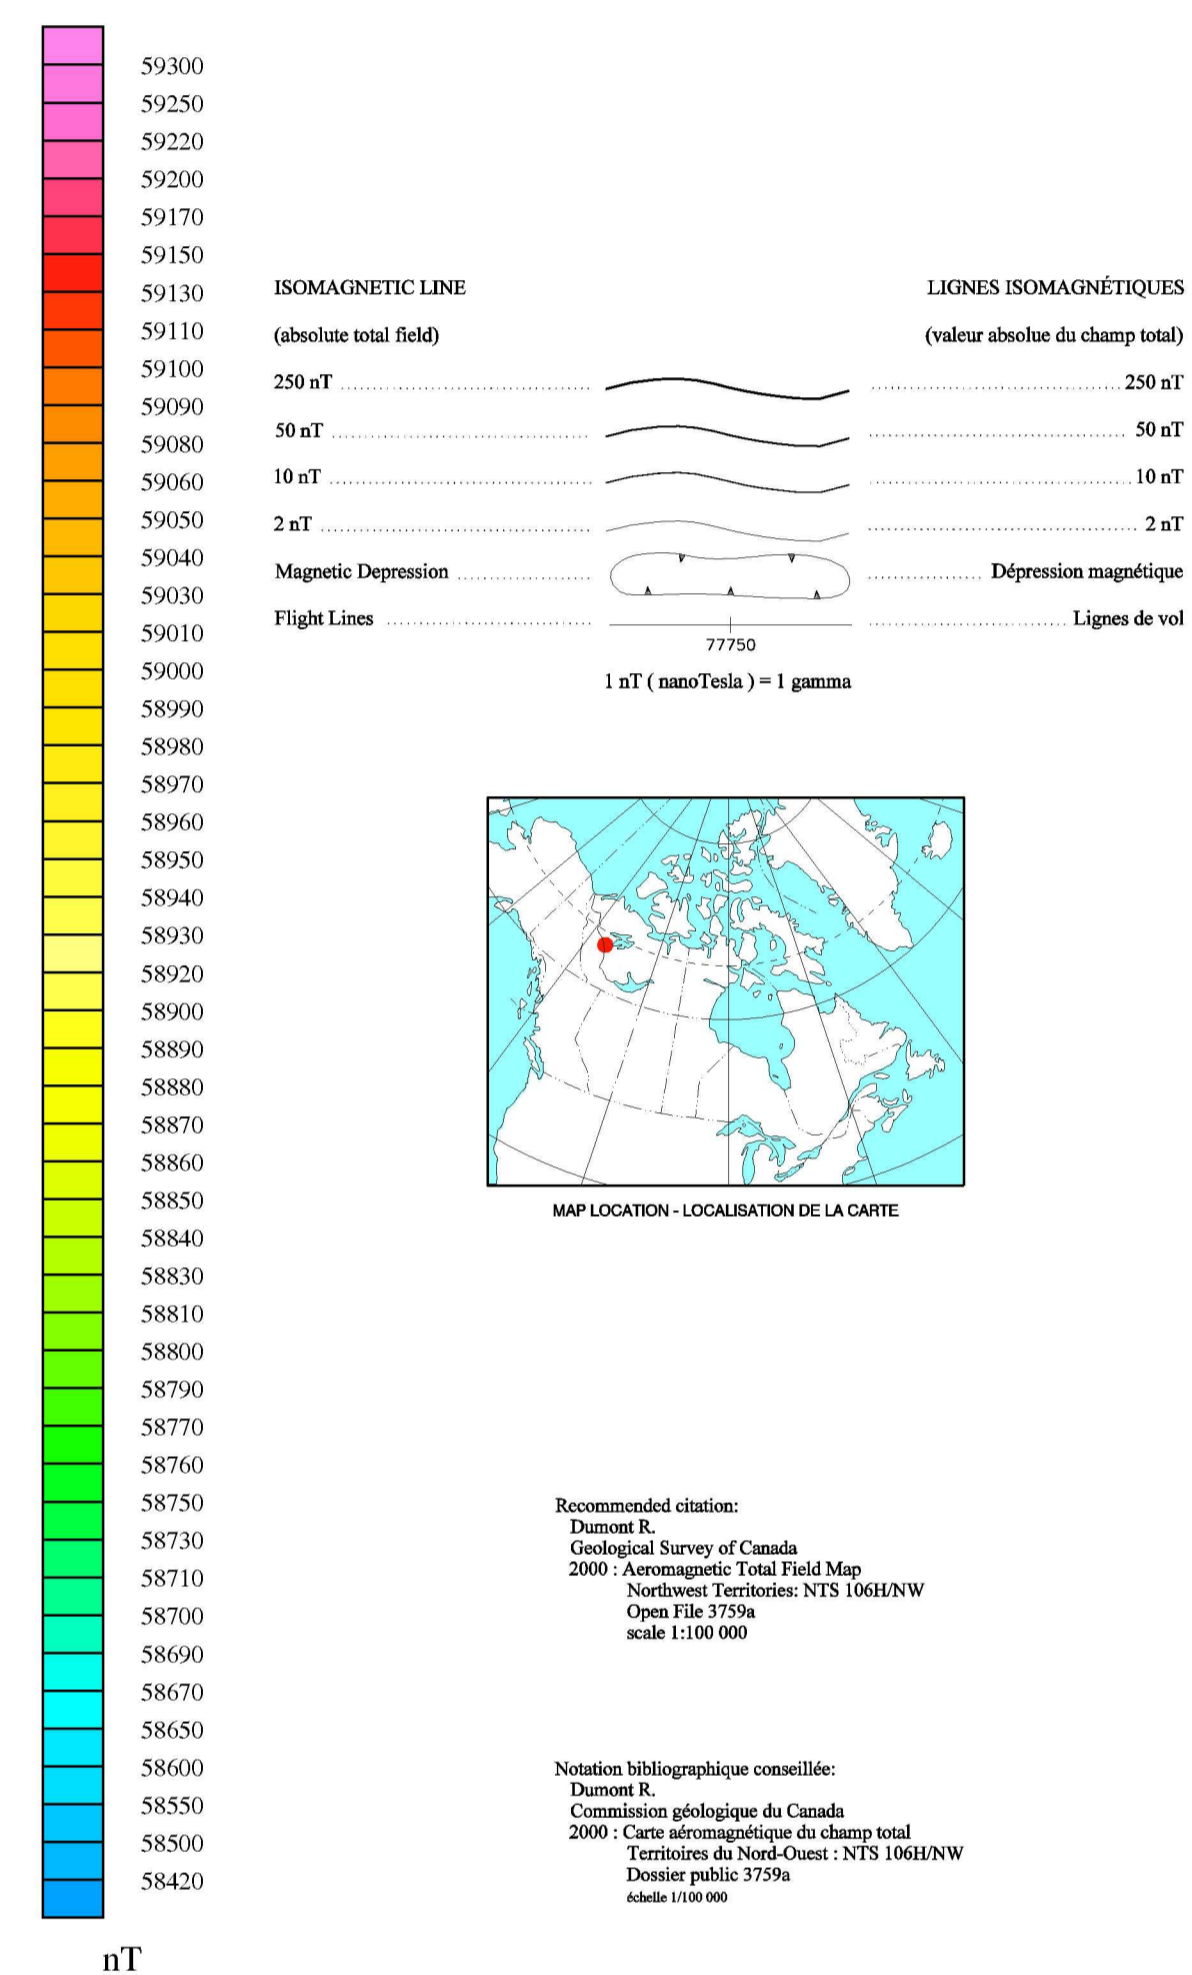 59300
59250
59220
59200
59170
59150
59130
59110
59100
59090
59080
59060
59050
59040
59030
59010
59000
58990
58980
58970
58960
58950
58940
58930
58920
58900
58890
58880
58870
58860
58850
58840
58830
58810
58800
58790
58770
58760
58750
58730
58710
58700
58690
58670
58650
58600
58550
58500
58420
nT
ISOMAGNETIC LINE LIGNES ISOMAGNÉTIQUES
(absolute total field) (valeur absolue du champ total)
250 nT 250 nT
50 nT 50 nT
10 nT 10 nT
2 nT 2 nT
Magnetic Depression Dépression magnétique
Flight Lines Lignes de vol
77750
1 nT ( nanoTesla ) = 1 gamma
MAP LOCATION - LOCALISATION DE LA CARTE
Recommended citation:
Dumont R.
Geological Survey of Canada
2000 : Aeromagnetic Total Field Map
Northwest Territories: NTS 106H/NW
Open File 3759a
scale 1:100 000
Notation bibliographique conseillée:
Dumont R.
Commission géologique du Canada
2000 : Carte aéromagnétique du champ total
Territoires du Nord-Ouest : NTS 106H/NW
Dossier public 3759a
échelle 1/100 000